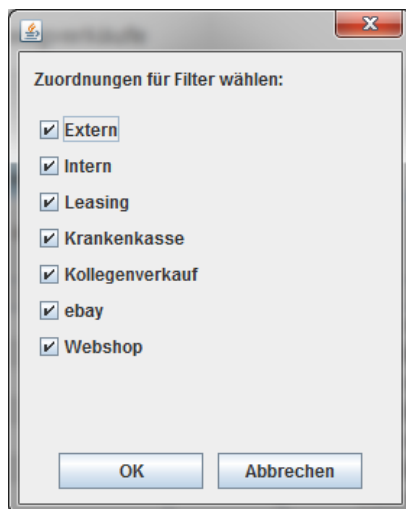 Zuordnungen für Filter wählen:
Extern
Intern
Leasing
Krankenkasse
Kollegenverkauf
ebay
Webshop
OK
Abbrechen